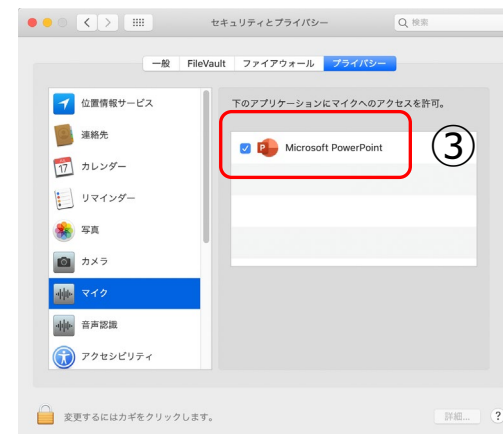 セキュリティとプライバシー
検索
一般 FileVault ファイアウォール プライバシー
位置情報サービス
連絡先
17 カレンダー
リマインダー
写真
カメラ
マイク
音声認識
アクセシビリティ
下のアプリケーションにマイクへのアクセスを許可。
P Microsoft PowerPoint
③
変更するにはカギをクリックします。
詳細... ?